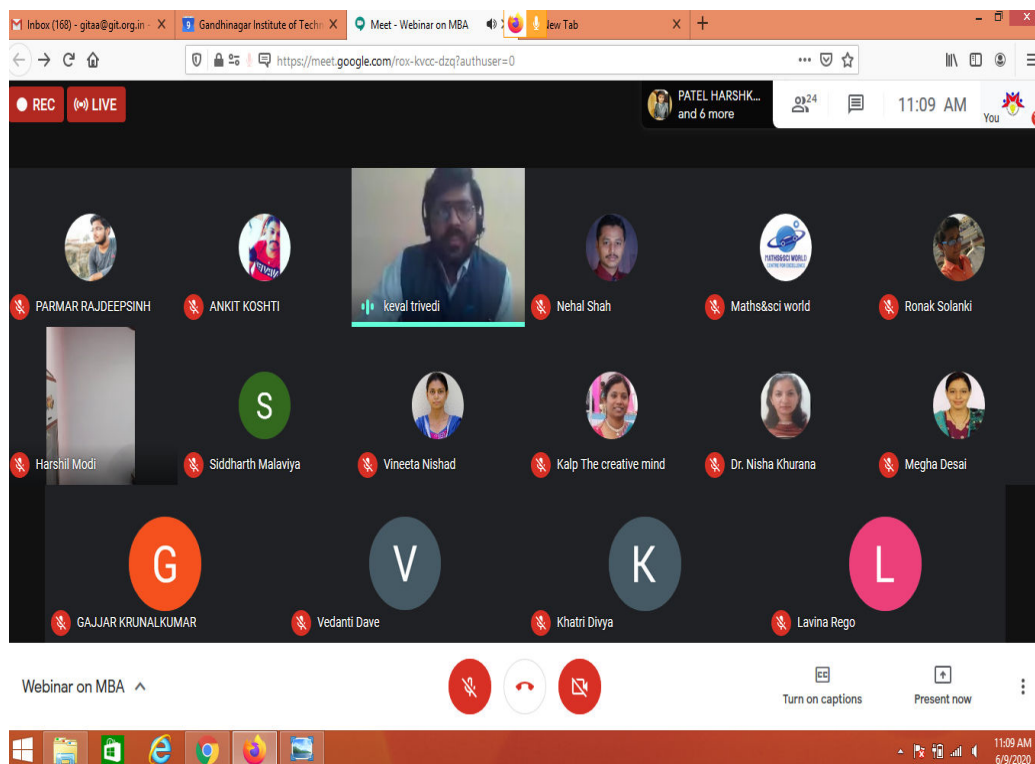 Inbox (168) - gitaa@git.org.in -
Gandhinagar Institute of Techn
Meet - Webinar on MBA
New Tab
https://meet.google.com/rox-kvcc-dzq?authuser=0
REC
LIVE
PATEL HARSHK...
and 6 more
24
11:09 AM
You
PARMAR RAJDEEPSINH
ANKIT KOSHTI
keval trivedi
Nehal Shah
MATHS&SCI WORLD
Maths&sci world
Ronak Solanki
Harshil Modi
S
Siddharth Malaviya
Vineeta Nishad
Kalp The creative mind
Dr. Nisha Khurana
Megha Desai
G
GAJJAR KRUNALKUMAR
V
Vedanti Dave
K
Khatri Divya
L
Lavina Rego
Webinar on MBA
CC
Turn on captions
Present now
11:09 AM
6/9/2020